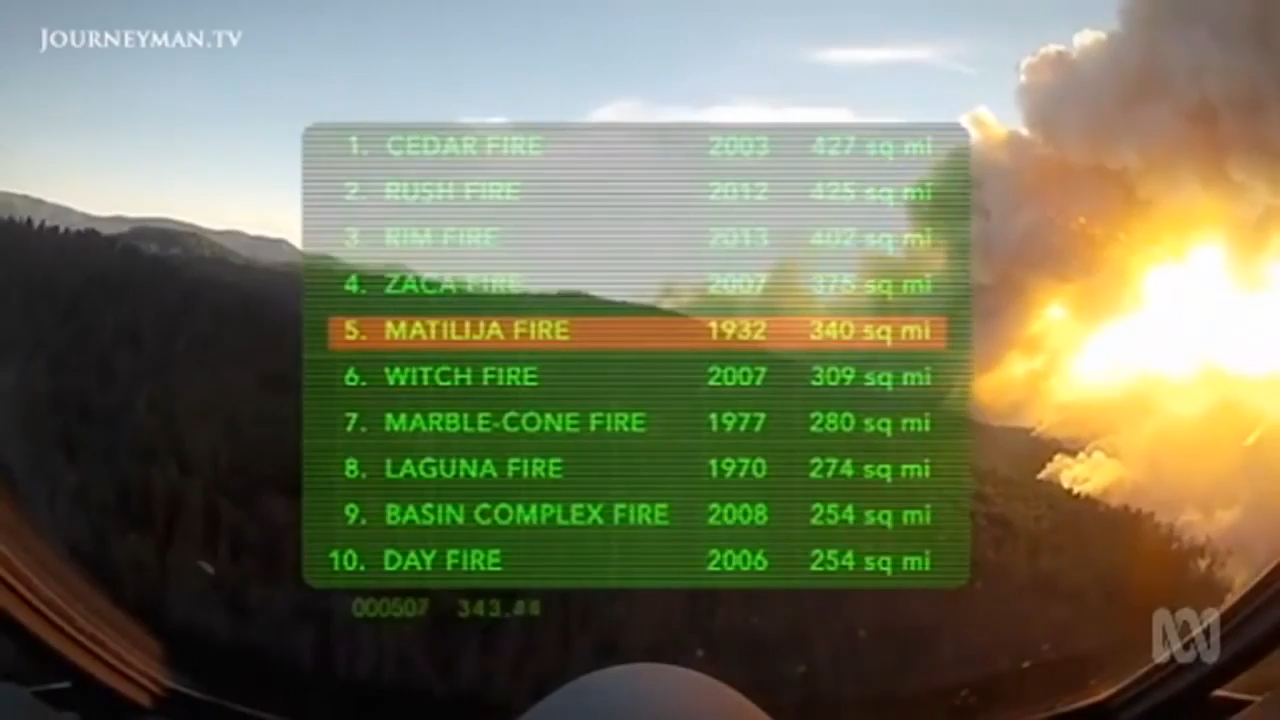 JOURNEYMAN.TV
1. CEDAR FIRE 2003 427 sq mi
2. RUSH FIRE 2012 425 sq mi
3. RIM FIRE 2013 402 sq mi
4. ZACA FIRE 2007 375 sq mi
5. MATILIJA FIRE 1932 340 sq mi
6. WITCH FIRE 2007 309 sq mi
7. MARBLE-CONE FIRE 1977 280 sq mi
8. LAGUNA FIRE 1970 274 sq mi
9. BASIN COMPLEX FIRE 2008 254 sq mi
10. DAY FIRE 2006 254 sq mi
000507